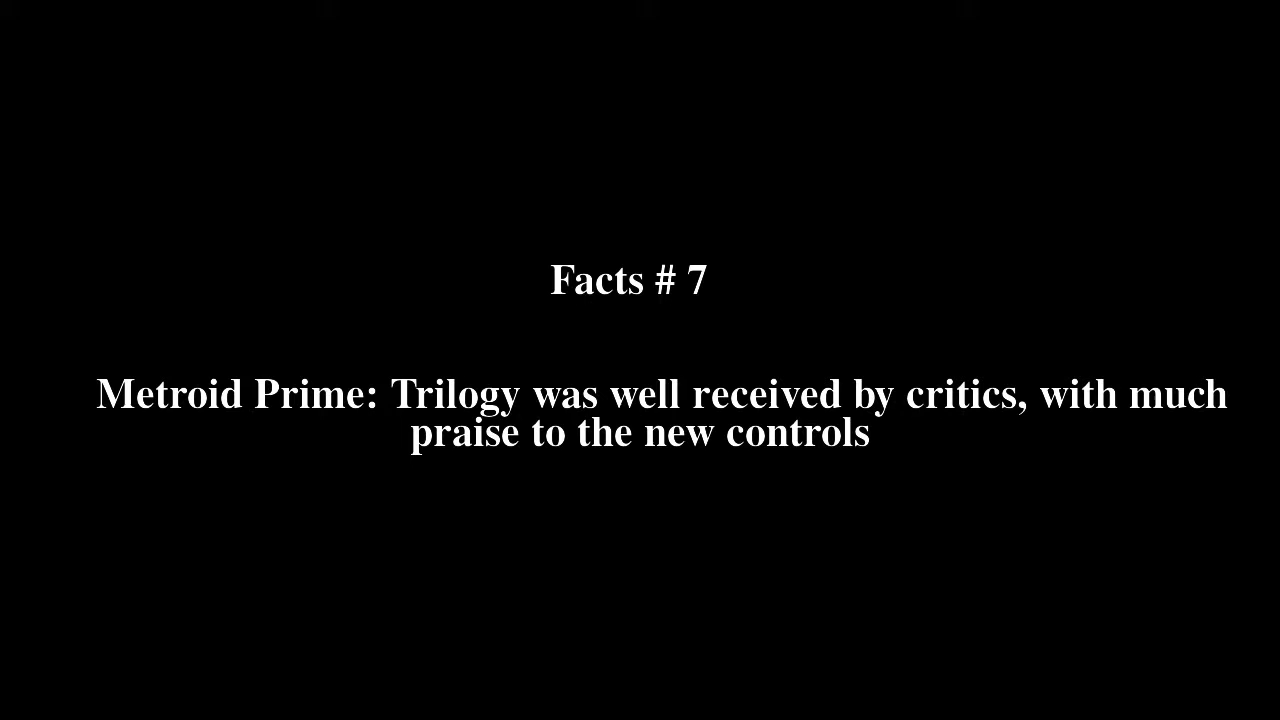 Facts # 7
Metroid Prime: Trilogy was well received by critics, with much
praise to the new controls